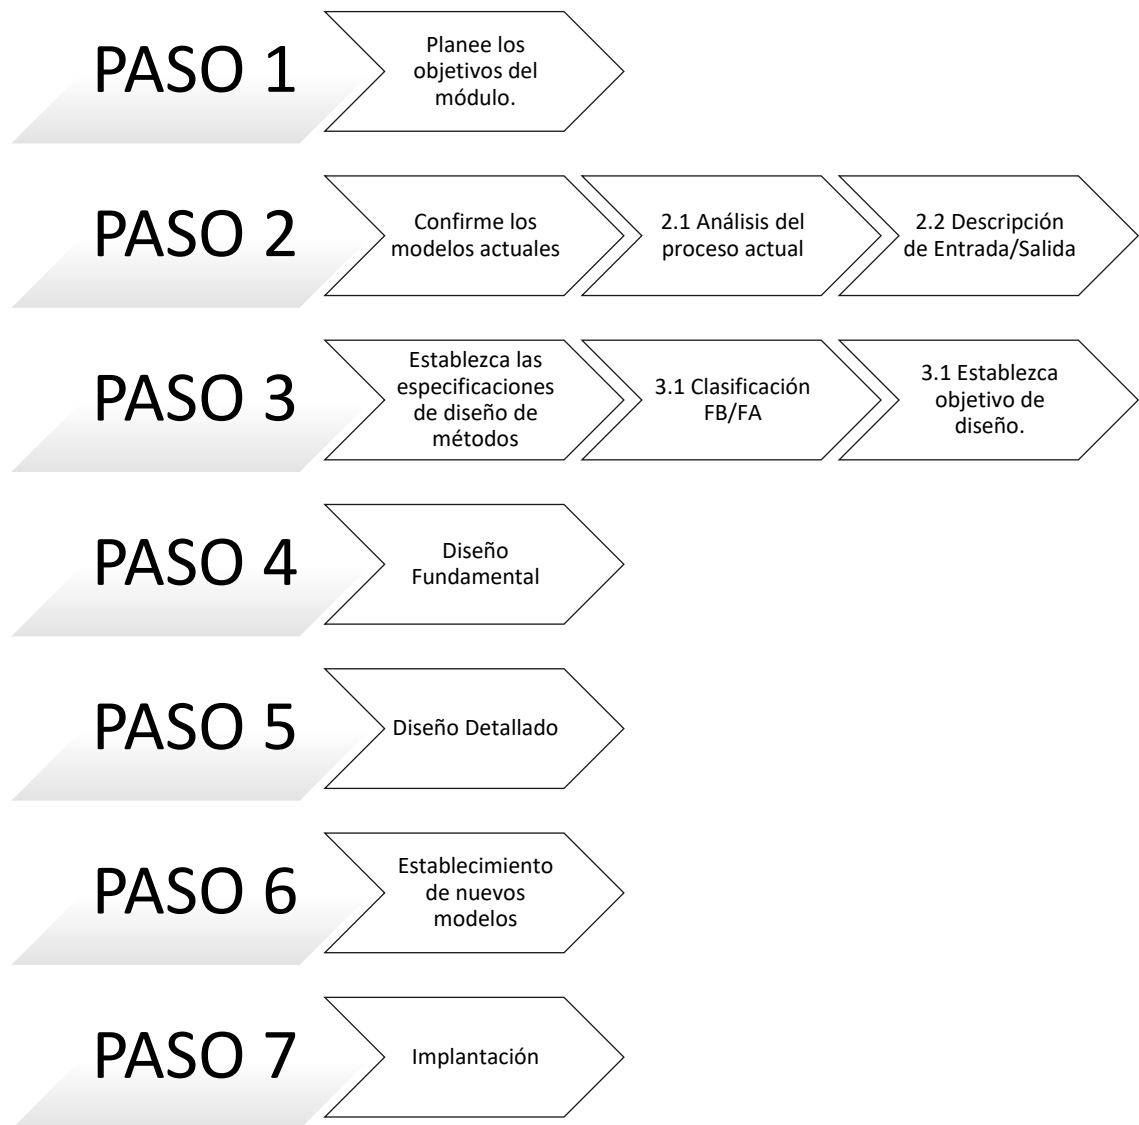 PASO 1
Planee los
objetivos del
módulo.
PASO 2
Confirme los
modelos actuales
2.1 Análisis del
proceso actual
2.2 Descripción
de Entrada/Salida
PASO 3
Establezca las
especificaciones
de diseño de
métodos
3.1 Clasificación
FB/FA
3.1 Establezca
objetivo de
diseño.
PASO 4
Diseño
Fundamental
PASO 5
Diseño Detallado
PASO 6
Establecimiento
de nuevos
modelos
PASO 7
Implantación